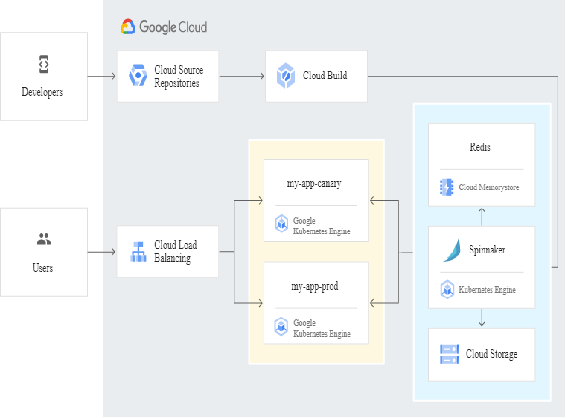 Google Cloud
Developers
Cloud Source
Repositories
Cloud Build
Redis
Cloud Memorystore
my-app-canary
Google
Kubernetes Engine
Users
Cloud Load
Balancing
Spinnaker
Kubernetes Engine
my-app-prod
Google
Kubernetes Engine
Cloud Storage